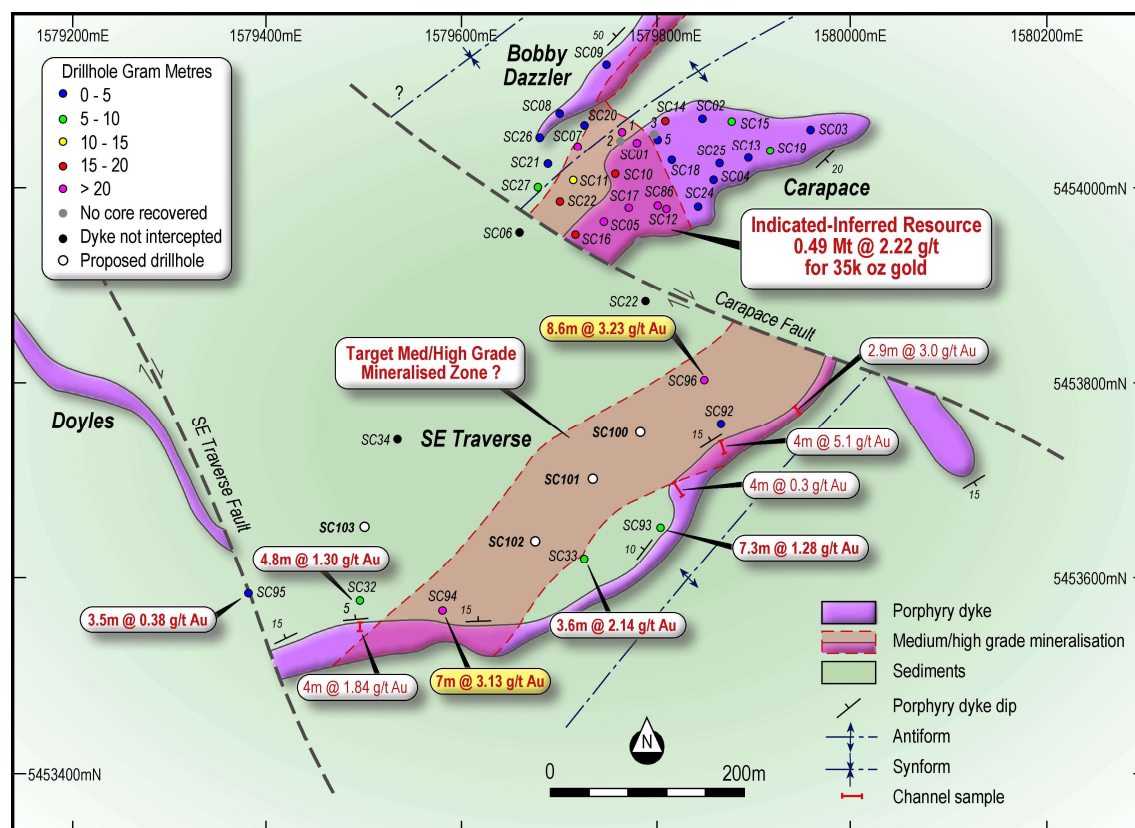 1579200mE
1579400mE
1579600mE
1579800mE
1580000mE
1580200mE
Drillhole Gram Metres
0 - 5
5 - 10
10 - 15
15 - 20
> 20
No core recovered
Dyke not intercepted
Proposed drillhole
?
50
SC09
Bobby
Dazzler
SC08
SC20
SC26
SC07
SC21
SC27
SC11
SC22
SC06
SC14
SC02
SC15
SC03
1
2
3
5
SC01
SC10
SC18
SC25
SC13
SC19
SC04
SC24
SC17
SC86
SC05
SC12
SC16
20
Carapace
5454000mN
Indicated-Inferred Resource
0.49 Mt @ 2.22 g/t
for 35k oz gold
SC22
Carapace Fault
8.6m @ 3.23 g/t Au
2.9m @ 3.0 g/t Au
Target Med/High Grade
Mineralised Zone ?
SC96
5453800mN
Doyles
SE Traverse Fault
SC34
SE Traverse
SC100
SC92
15
4m @ 5.1 g/t Au
SC101
4m @ 0.3 g/t Au
15
SC103
SC102
SC93
10
7.3m @ 1.28 g/t Au
SC33
4.8m @ 1.30 g/t Au
5453600mN
SC95
SC32
5
SC94
15
3.5m @ 0.38 g/t Au
15
3.6m @ 2.14 g/t Au
4m @ 1.84 g/t Au
7m @ 3.13 g/t Au
Porphyry dyke
Medium/high grade mineralisation
Sediments
Porphyry dyke dip
Antiform
Synform
Channel sample
N
0
200m
5453400mN